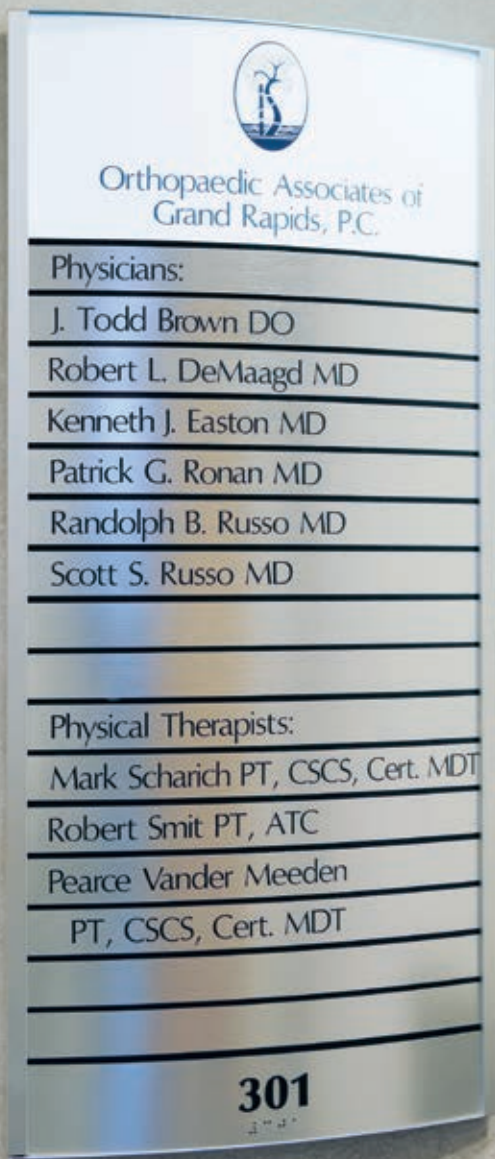 Orthopaedic Associates of
Grand Rapids, P.C.
Physicians:
J. Todd Brown DO
Robert L. DeMaagd MD
Kenneth J. Easton MD
Patrick G. Ronan MD
Randolph B. Russo MD
Scott S. Russo MD
Physical Therapists:
Mark Scharich PT, CSCS, Cert. MDT
Robert Smit PT, ATC
Pearce Vander Meeden
PT, CSCS, Cert. MDT
301